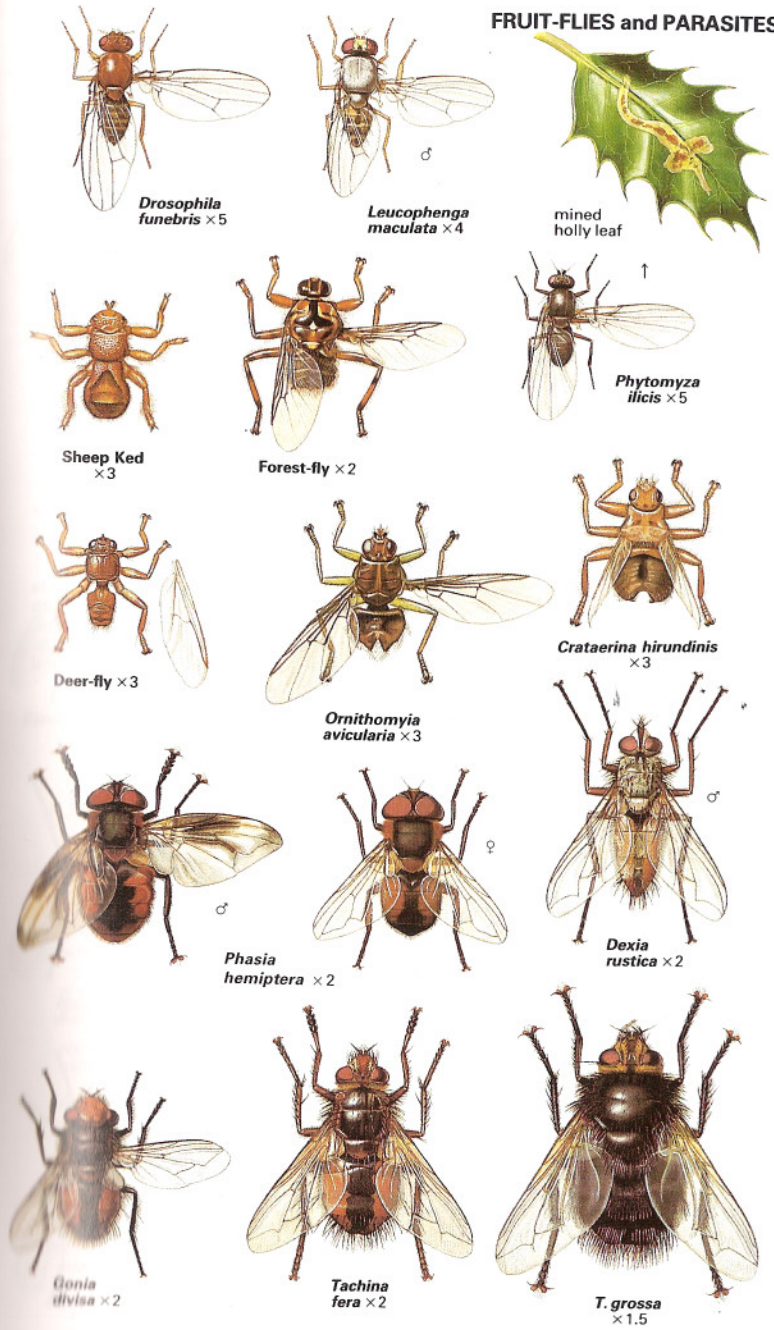 FRUIT-FLIES and PARASITES
Drosophila
funebris ×5
♂
Leucophenga
maculata ×4
mined
holly leaf
↑
Phytomyza
ilicis ×5
Sheep Ked
×3
Forest-fly ×2
Deer-fly ×3
Ornithomyia
avicularia ×3
Crataerina hirundinis
×3
♂
Phasia
hemiptera ×2
♀
♂
Dexia
rustica ×2
Gonia
divisa ×2
Tachina
fera ×2
T. grossa
×1.5